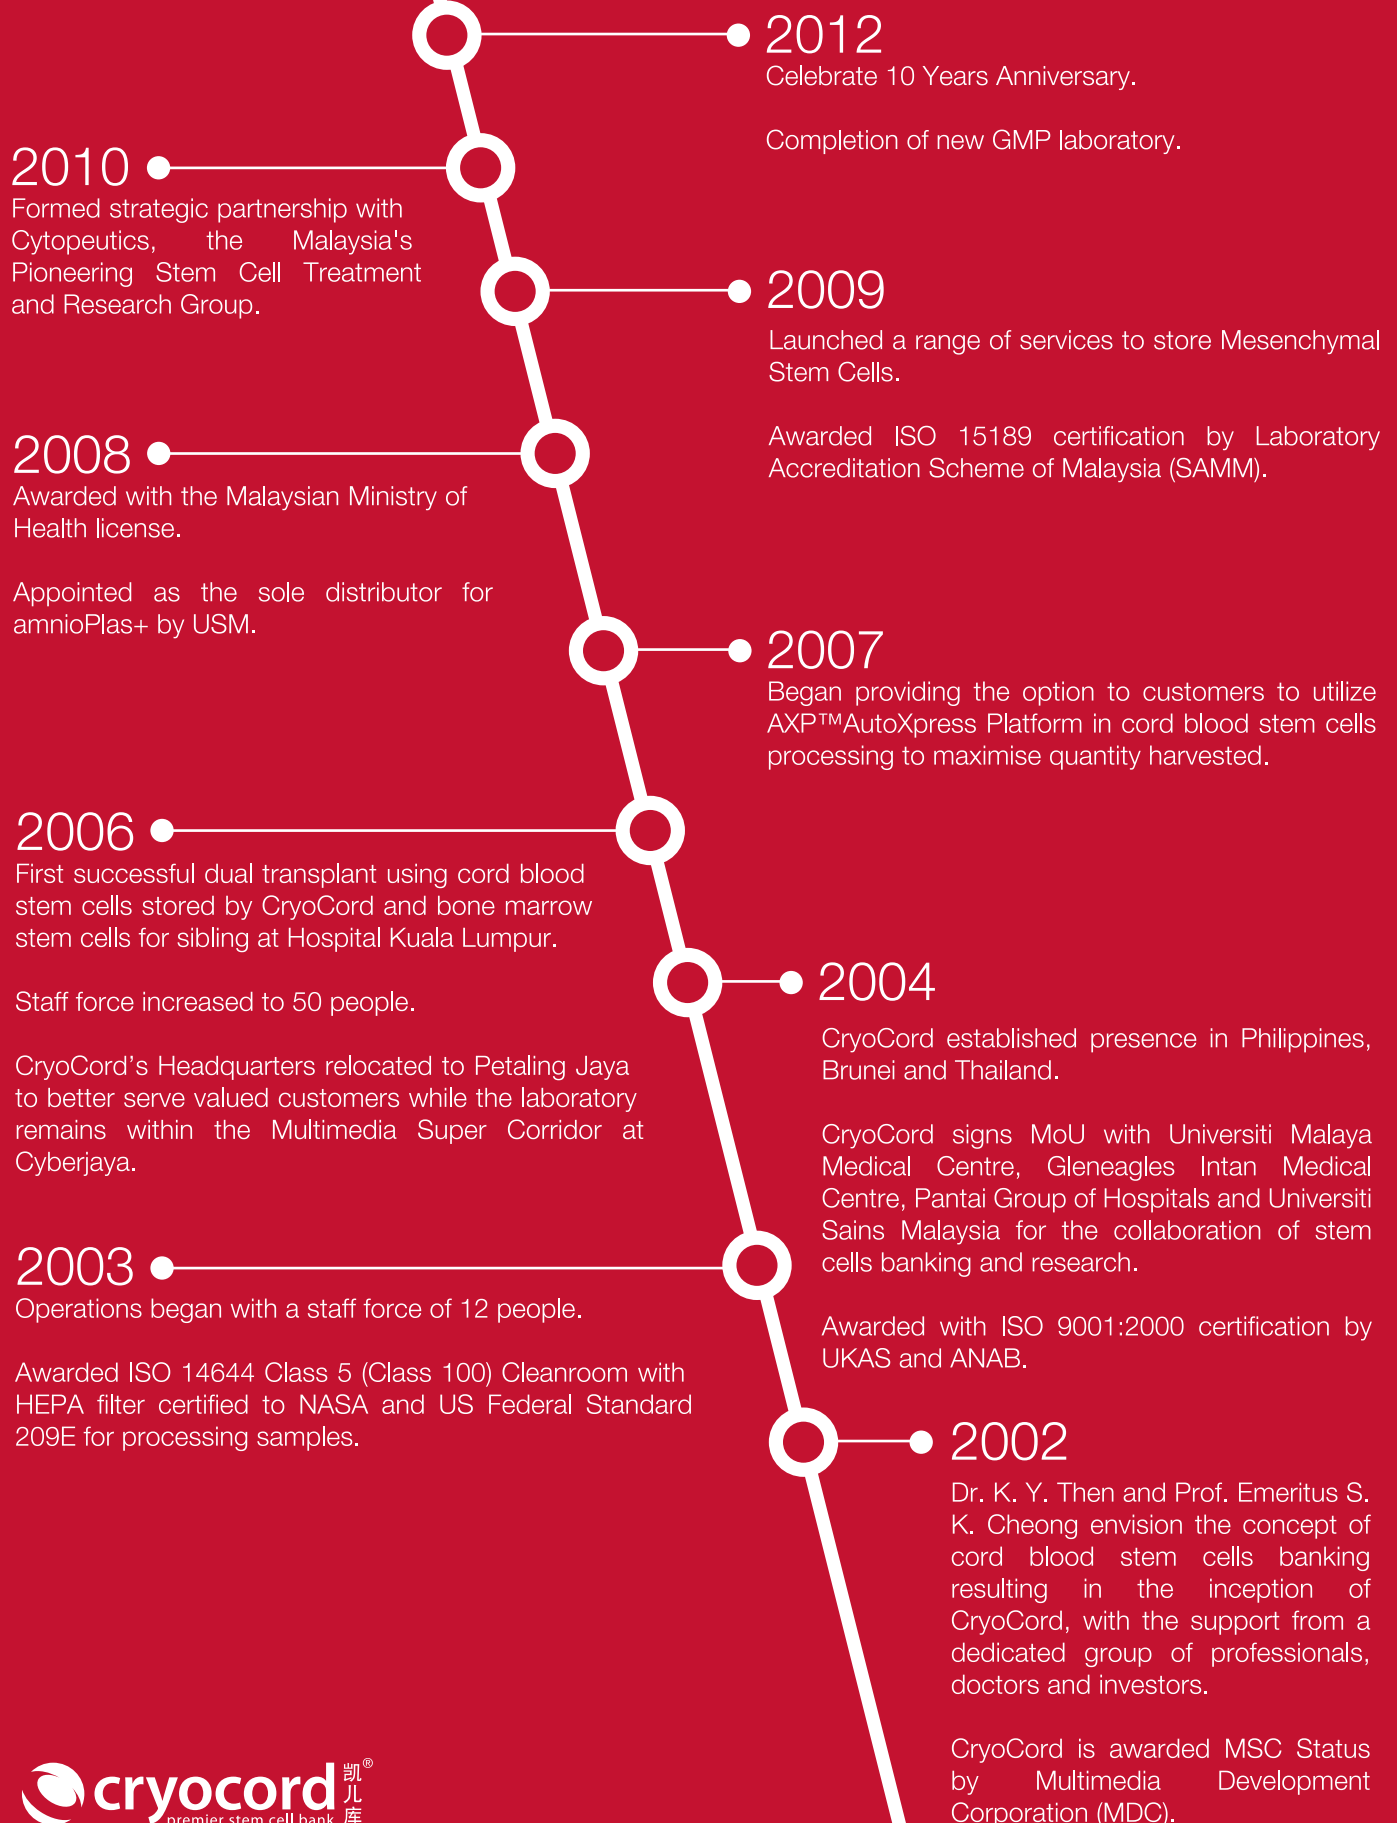 2012
Celebrate 10 Years Anniversary.
Completion of new GMP laboratory.
2010
Formed strategic partnership with
Cytopeutics, the Malaysia's
Pioneering Stem Cell Treatment
and Research Group.
2009
Launched a range of services to store Mesenchymal
Stem Cells.
Awarded ISO 15189 certification by Laboratory
Accreditation Scheme of Malaysia (SAMM).
2008
Awarded with the Malaysian Ministry of
Health license.
Appointed as the sole distributor for
amnioPlas+ by USM.
2007
Began providing the option to customers to utilize
AXP™AutoXpress Platform in cord blood stem cells
processing to maximise quantity harvested.
2006
First successful dual transplant using cord blood
stem cells stored by CryoCord and bone marrow
stem cells for sibling at Hospital Kuala Lumpur.
Staff force increased to 50 people.
CryoCord’s Headquarters relocated to Petaling Jaya
to better serve valued customers while the laboratory
remains within the Multimedia Super Corridor at
Cyberjaya.
2004
CryoCord established presence in Philippines,
Brunei and Thailand.
CryoCord signs MoU with Universiti Malaya
Medical Centre, Gleneagles Intan Medical
Centre, Pantai Group of Hospitals and Universiti
Sains Malaysia for the collaboration of stem
cells banking and research.
Awarded with ISO 9001:2000 certification by
UKAS and ANAB.
2003
Operations began with a staff force of 12 people.
Awarded ISO 14644 Class 5 (Class 100) Cleanroom with
HEPA filter certified to NASA and US Federal Standard
209E for processing samples.
2002
Dr. K. Y. Then and Prof. Emeritus S.
K. Cheong envision the concept of
cord blood stem cells banking
resulting in the inception of
CryoCord, with the support from a
dedicated group of professionals,
doctors and investors.
CryoCord is awarded MSC Status
by Multimedia Development
Corporation (MDC).
cryocord
premier stem cell bank
凯儿库®